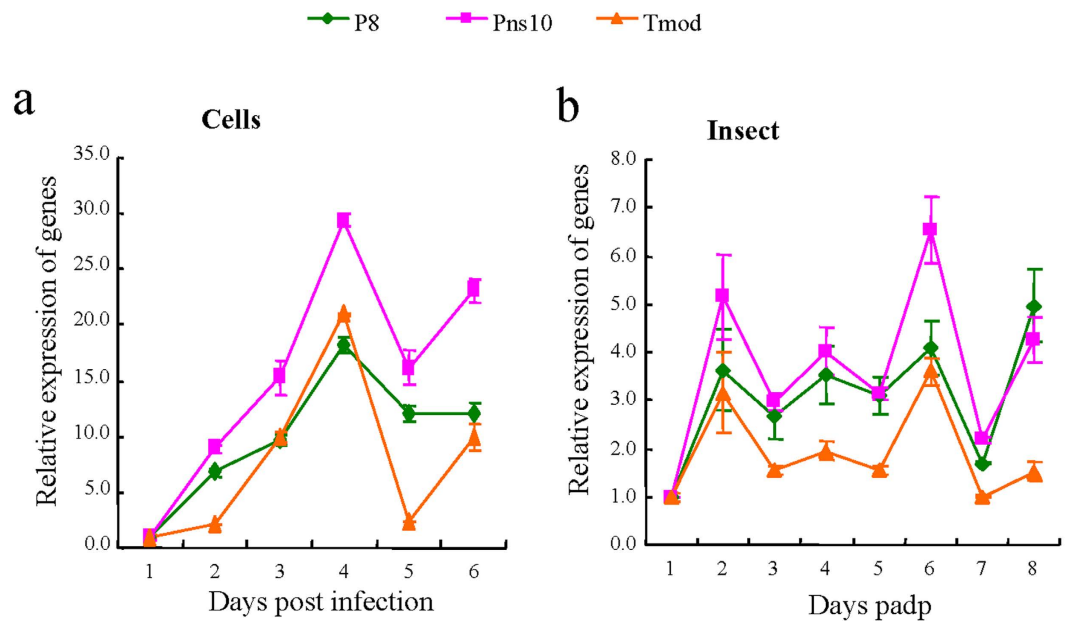 P8 Pns10 Tmod
a
Cells
Relative expression of genes
35.0
30.0
25.0
20.0
15.0
10.0
5.0
0.0
1 2 3 4 5 6
Days post infection
b
Insect
Relative expression of genes
8.0
7.0
6.0
5.0
4.0
3.0
2.0
1.0
0.0
1 2 3 4 5 6 7 8
Days padp